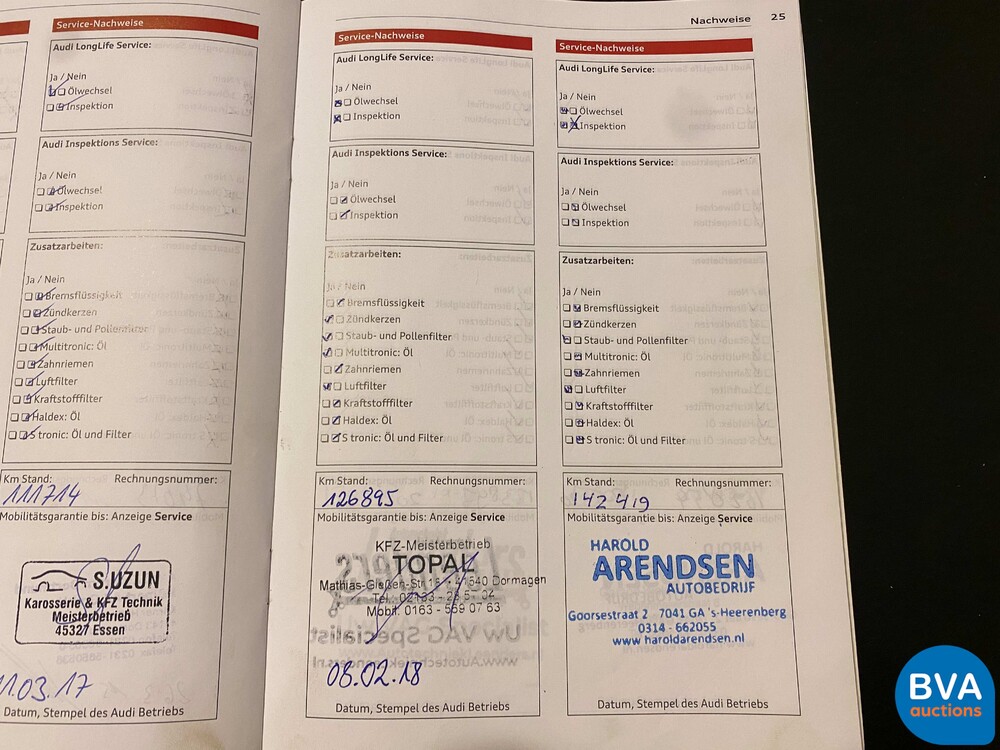 Nachweise 25
Service-Nachweise
Audi LongLife Service:
Ja / Nein
Ölwechsel
Inspektion
Audi Inspektions Service:
Ja / Nein
Ölwechsel
Inspektion
Zusatzarbeiten:
Ja / Nein
Bremsflüssigkeit
Zündkerzen
Staub- und Pollenfilter
Multitronic: Öl
Zahnriemen
Luftfilter
Kraftstofffilter
Haldex: Öl
S tronic: Öl und Filter
Km Stand: Rechnungsnummer:
111714
Mobilitätsgarantie bis: Anzeige Service
S.UZUN
Karosserie & KFZ Technik
Meisterbetrieb
45327 Essen
11.03.17
Datum, Stempel des Audi Betriebs
Service-Nachweise
Audi LongLife Service:
Ja / Nein
Ölwechsel
Inspektion
Audi Inspektions Service:
Ja / Nein
Ölwechsel
Inspektion
Zusatzarbeiten:
Ja / Nein
Bremsflüssigkeit
Zündkerzen
Staub- und Pollenfilter
Multitronic: Öl
Zahnriemen
Luftfilter
Kraftstofffilter
Haldex: Öl
S tronic: Öl und Filter
Km Stand: Rechnungsnummer:
126895
Mobilitätsgarantie bis: Anzeige Service
KFZ-Meisterbetrieb
TOPAL
Mathias-Gießen-Str. 41540 Dormagen
Mobil: 0163 - 569 07 63
08.02.18
Datum, Stempel des Audi Betriebs
Service-Nachweise
Audi LongLife Service:
Ja / Nein
Ölwechsel
Inspektion
Audi Inspektions Service:
Ja / Nein
Ölwechsel
Inspektion
Zusatzarbeiten:
Ja / Nein
Bremsflüssigkeit
Zündkerzen
Staub- und Pollenfilter
Multitronic: Öl
Zahnriemen
Luftfilter
Kraftstofffilter
Haldex: Öl
S tronic: Öl und Filter
Km Stand: Rechnungsnummer:
142419
Mobilitätsgarantie bis: Anzeige Service
HAROLD
ARENDSEN
AUTOBEDRIJF
Goorsestraat 2 7041 GA 's-Heerenberg
0314 - 662055
www.haroldarendsen.nl
Datum, Stempel des Audi Betriebs
BVA
auctions